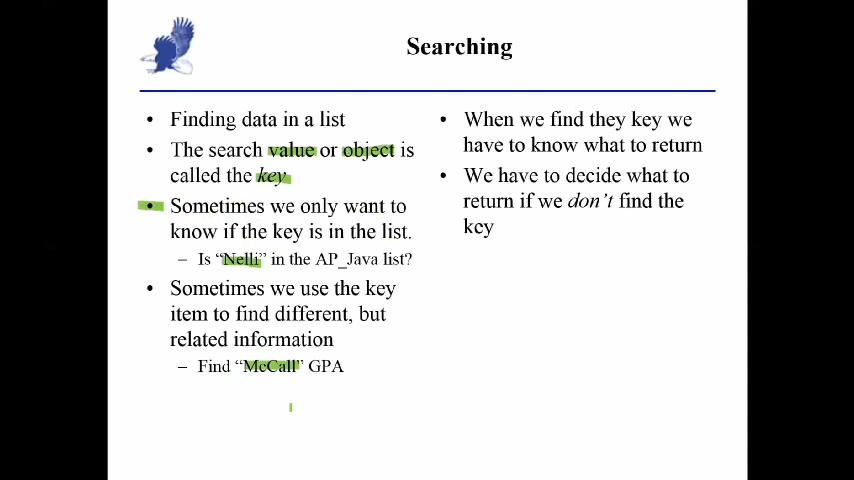 Searching
• Finding data in a list
• The search value or object is
called the key
• Sometimes we only want to
know if the key is in the list.
– Is “Nelli” in the AP_Java list?
• Sometimes we use the key
item to find different, but
related information
– Find “McCall” GPA
• When we find they key we
have to know what to return
• We have to decide what to
return if we don’t find the
key